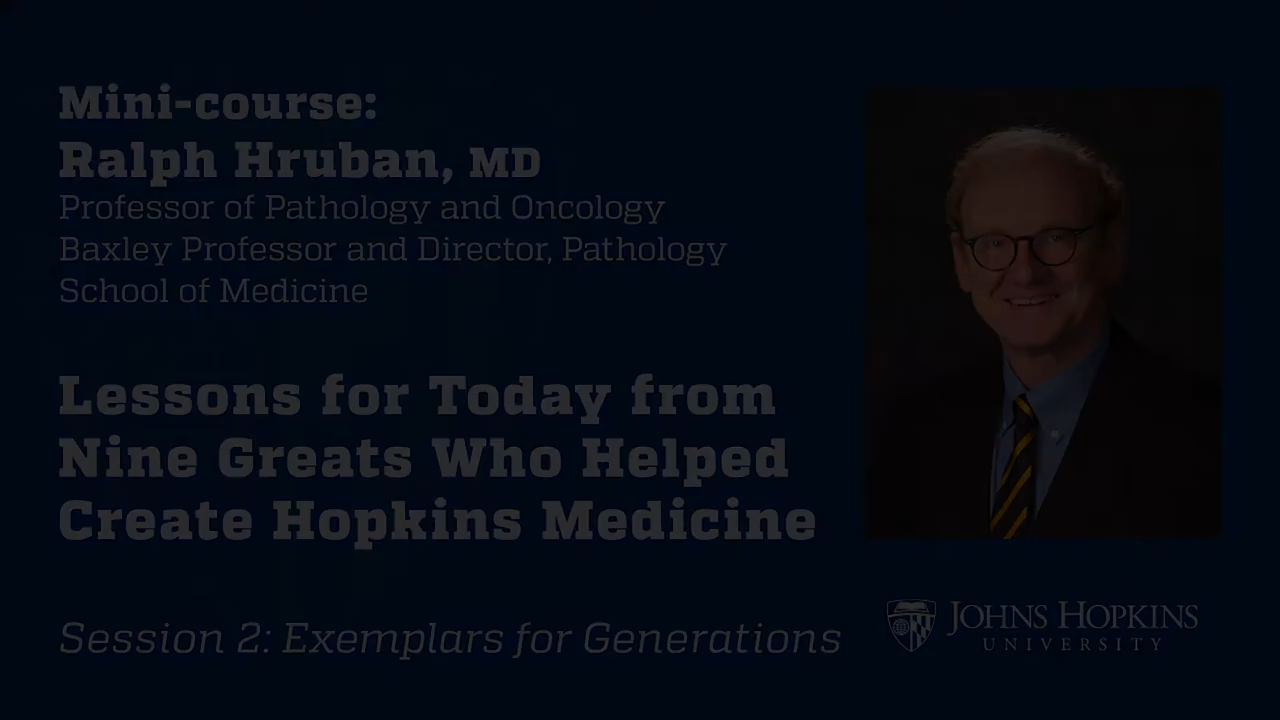 Mini-course:
Ralph Hruban, MD
Professor of Pathology and Oncology
Baxley Professor and Director, Pathology
School of Medicine
Lessons for Today from
Nine Greats Who Helped
Create Hopkins Medicine
Session 2: Exemplars for Generations
JOHNS HOPKINS
UNIVERSITY